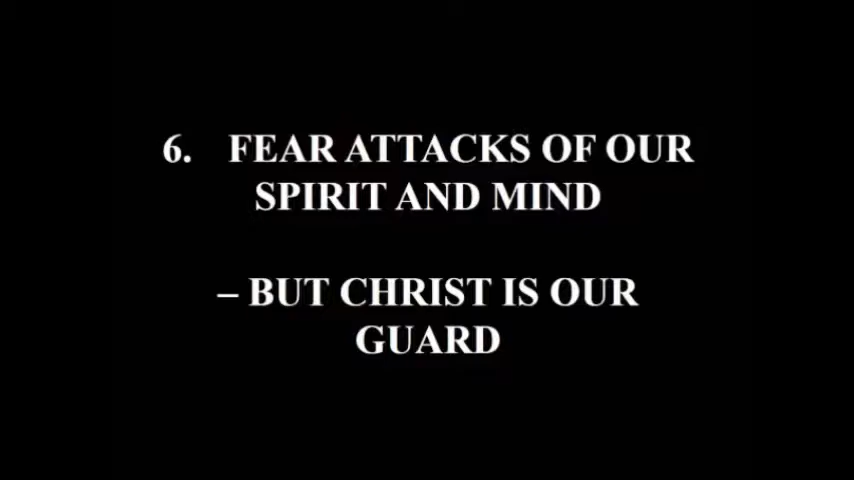 6. FEAR ATTACKS OF OUR
SPIRIT AND MIND
– BUT CHRIST IS OUR
GUARD